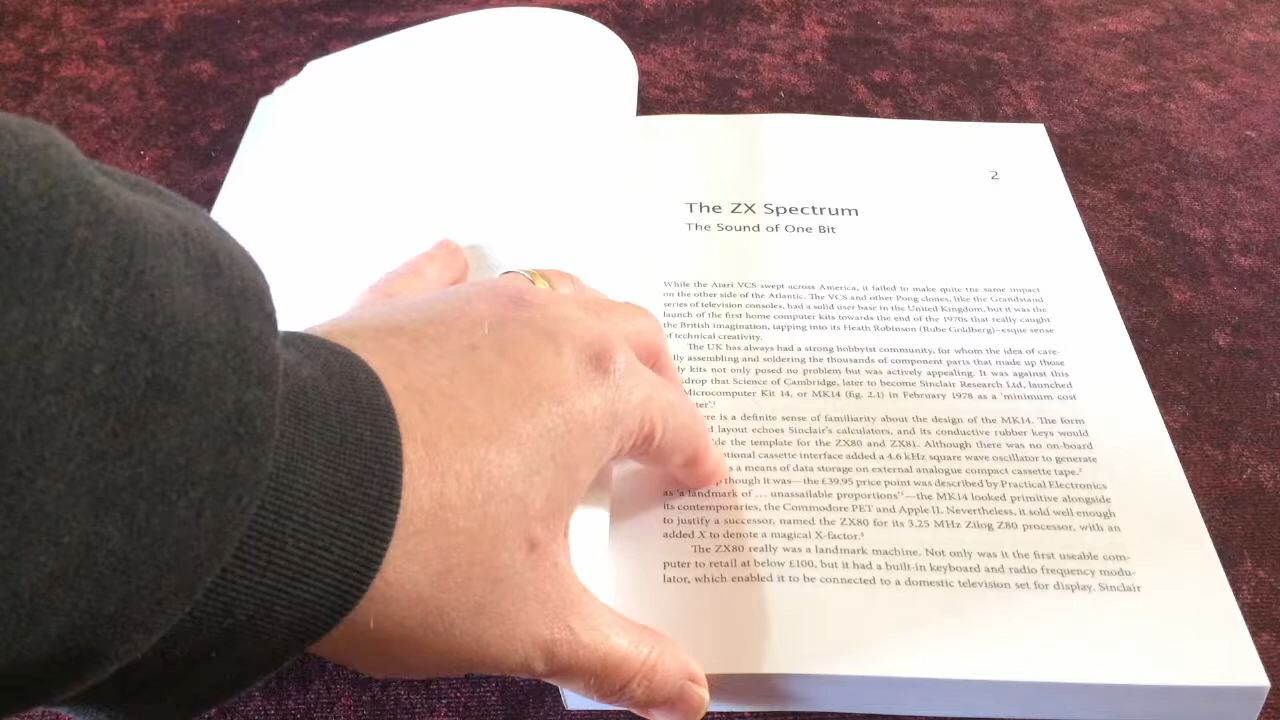 2
The ZX Spectrum
The Sound of One Bit
While the Atari VCS swept across America, it failed to make quite the same impact
on the other side of the Atlantic. The VCS and other Pong clones, like the Grandstand
series of television consoles, had a solid user base in the United Kingdom, but it was the
launch of the first home computer kits towards the end of the 1970s that really caught
the British imagination, tapping into its Heath Robinson (Rube Goldberg)–esque sense
of technical creativity.
The UK has always had a strong hobbyist community, for whom the idea of care-
lly assembling and soldering the thousands of component parts that made up those
dy kits not only posed no problem but was actively appealing. It was against this
drop that Science of Cambridge, later to become Sinclair Research Ltd, launched
Microcomputer Kit 14, or MK14 (fig. 2.1) in February 1978 as a 'minimum cost
ter'.¹
re is a definite sense of familiarity about the design of the MK14. The form
d layout echoes Sinclair's calculators, and its conductive rubber keys would
de the template for the ZX80 and ZX81. Although there was no on-board
tional cassette interface added a 4.6 kHz square wave oscillator to generate
s a means of data storage on external analogue compact cassette tape.²
p though it was—the £39.95 price point was described by Practical Electronics
as 'a landmark of … unassailable proportions'³—the MK14 looked primitive alongside
its contemporaries, the Commodore PET and Apple II. Nevertheless, it sold well enough
to justify a successor, named the ZX80 for its 3.25 MHz Zilog Z80 processor, with an
added X to denote a magical X-factor.⁴
The ZX80 really was a landmark machine. Not only was it the first useable com-
puter to retail at below £100, but it had a built-in keyboard and radio frequency modu-
lator, which enabled it to be connected to a domestic television set for display. Sinclair